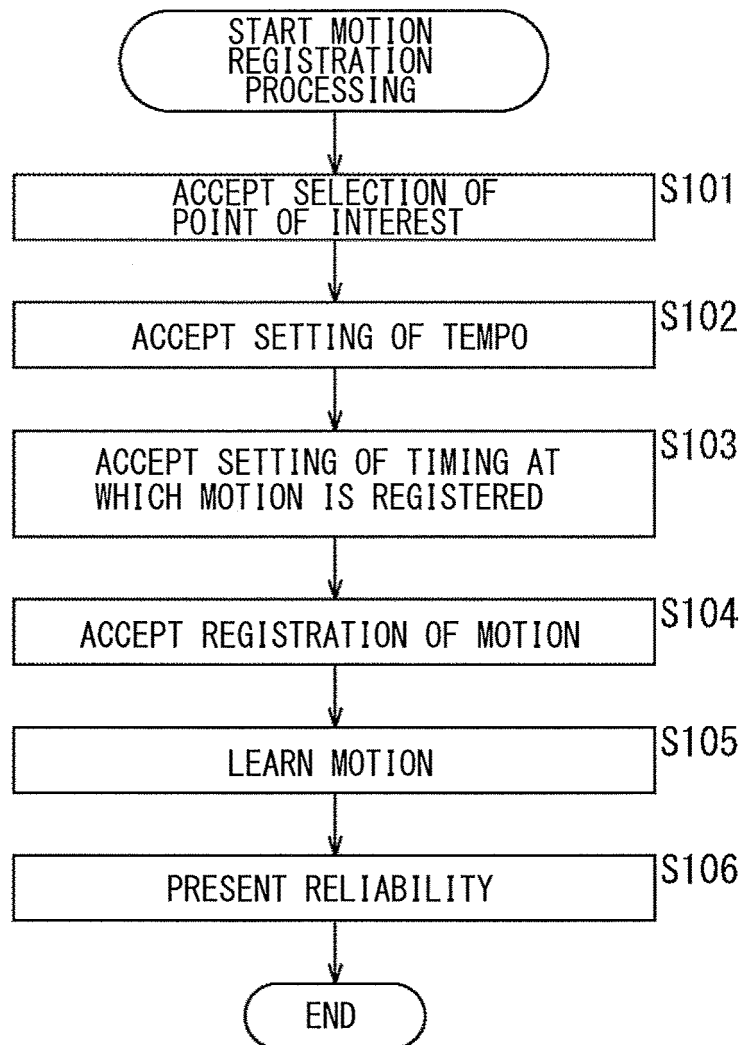 START MOTION
REGISTRATION
PROCESSING
ACCEPT SELECTION OF
POINT OF INTEREST
S101
ACCEPT SETTING OF TEMPO
S102
ACCEPT SETTING OF TIMING AT
WHICH MOTION IS REGISTERED
S103
ACCEPT REGISTRATION OF MOTION
S104
LEARN MOTION
S105
PRESENT RELIABILITY
S106
END